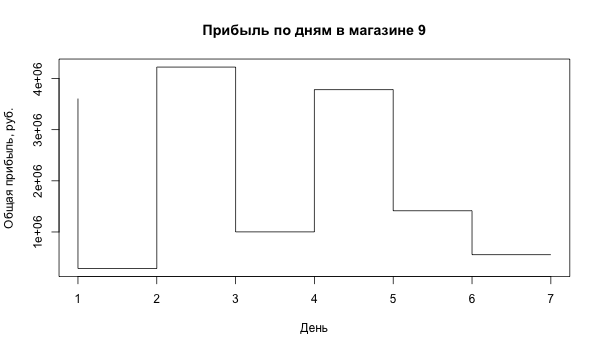 Прибыль по дням в магазине 9
Общая прибыль, руб.
4e+06
3e+06
2e+06
1e+06
1 2 3 4 5 6 7
День